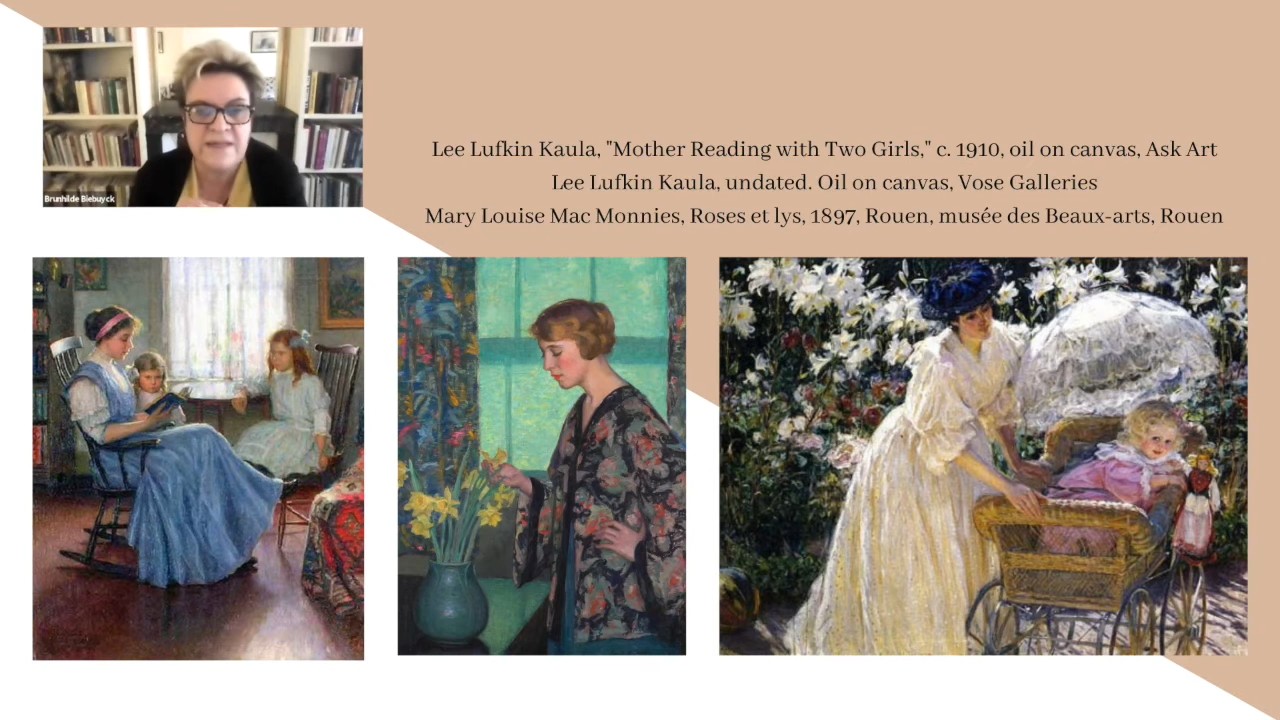 Brunhilde Biebuyck
Lee Lufkin Kaula, "Mother Reading with Two Girls," c. 1910, oil on canvas, Ask Art
Lee Lufkin Kaula, undated. Oil on canvas, Vose Galleries
Mary Louise Mac Monnies, Roses et lys, 1897, Rouen, musée des Beaux-arts, Rouen